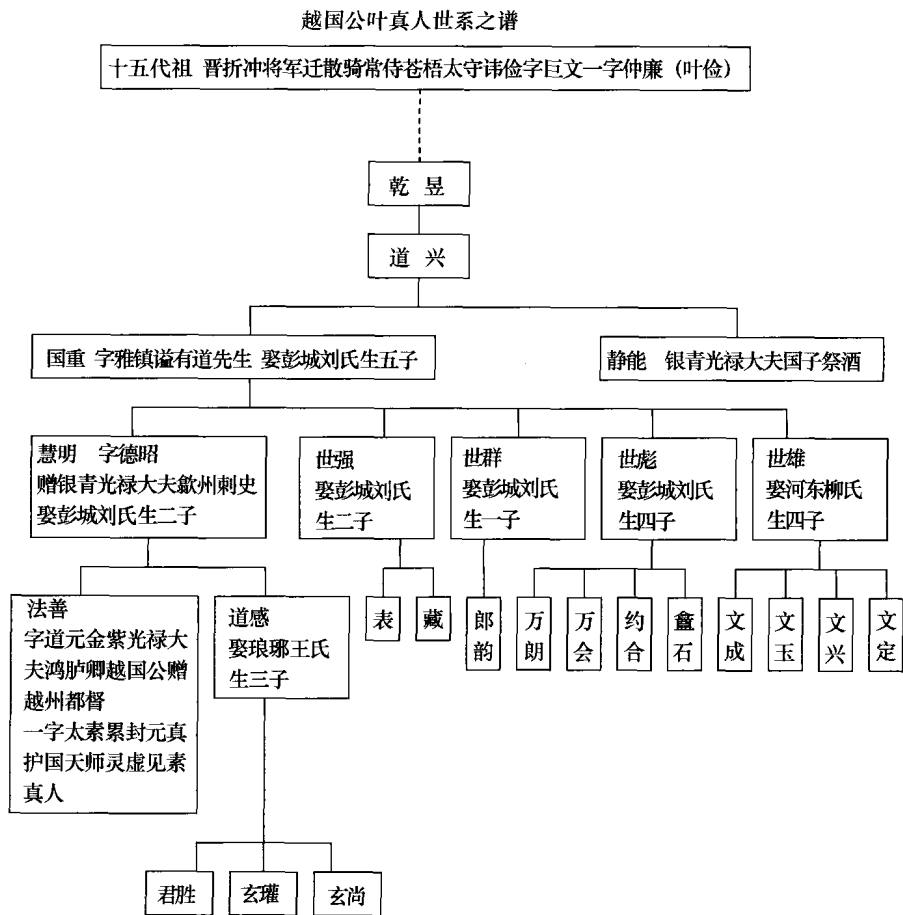 越国公叶真人世系之谱
十五代祖 晋折冲将军迁散骑常侍苍梧太守讳俭字巨文一字仲廉（叶俭）
乾 昱
道 兴
国重 字雅镇谥有道先生 娶彭城刘氏生五子
静能 银青光禄大夫国子祭酒
慧明 字德昭
赠银青光禄大夫歙州刺史
娶彭城刘氏生二子
世强
娶彭城刘氏
生二子
世群
娶彭城刘氏
生一子
世彪
娶彭城刘氏
生四子
世雄
娶河东柳氏
生四子
法善
字道元金紫光禄大
夫鸿胪卿越国公赠
越州都督
一字太素累封元真
护国天师灵虚见素
真人
道感
娶琅琊王氏
生三子
表
藏
郎韵
万朗
万会
约合
盦石
文成
文玉
文兴
文定
君胜
玄瓘
玄尚